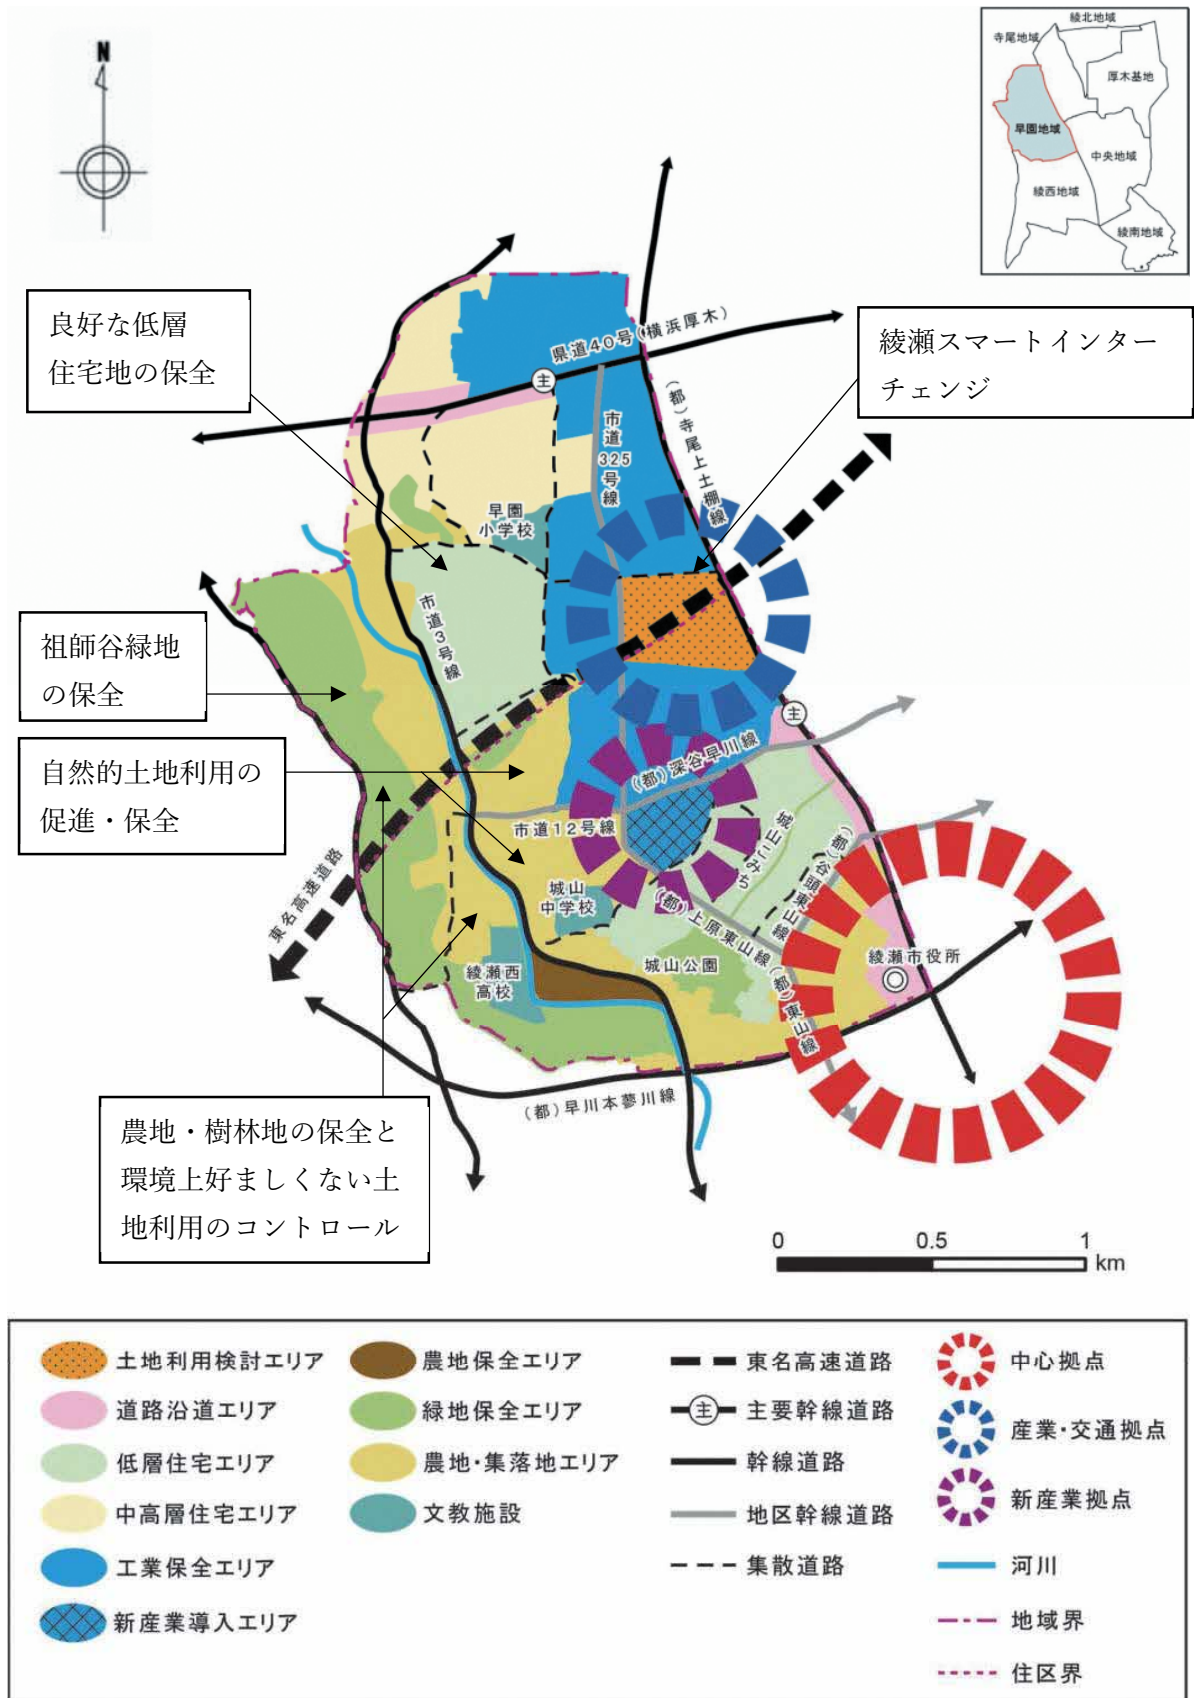 N
綾北地域
寺尾地域
厚木基地
早園地域
中央地域
綾西地域
綾南地域
良好な低層
住宅地の保全
綾瀬スマートインター
チェンジ
県道40号(横浜厚木)
主
(都)寺尾上土棚線
市道325号線
早園
小学校
市道3号線
祖師谷緑地
の保全
自然的土地利用の
促進・保全
主
(都)深谷早川線
市道12号線
城山こみち
(都)谷頭東山線
城山
中学校
(都)上原東山線
東名高速道路
綾瀬西
高校
城山公園
綾瀬市役所
(都)東山線
(都)早川本蓼川線
農地・樹林地の保全と
環境上好ましくない土
地利用のコントロール
0 0.5 1
km
土地利用検討エリア
道路沿道エリア
低層住宅エリア
中高層住宅エリア
工業保全エリア
新産業導入エリア
農地保全エリア
緑地保全エリア
農地・集落地エリア
文教施設
東名高速道路
主 主要幹線道路
幹線道路
地区幹線道路
集散道路
中心拠点
産業・交通拠点
新産業拠点
河川
地域界
住区界